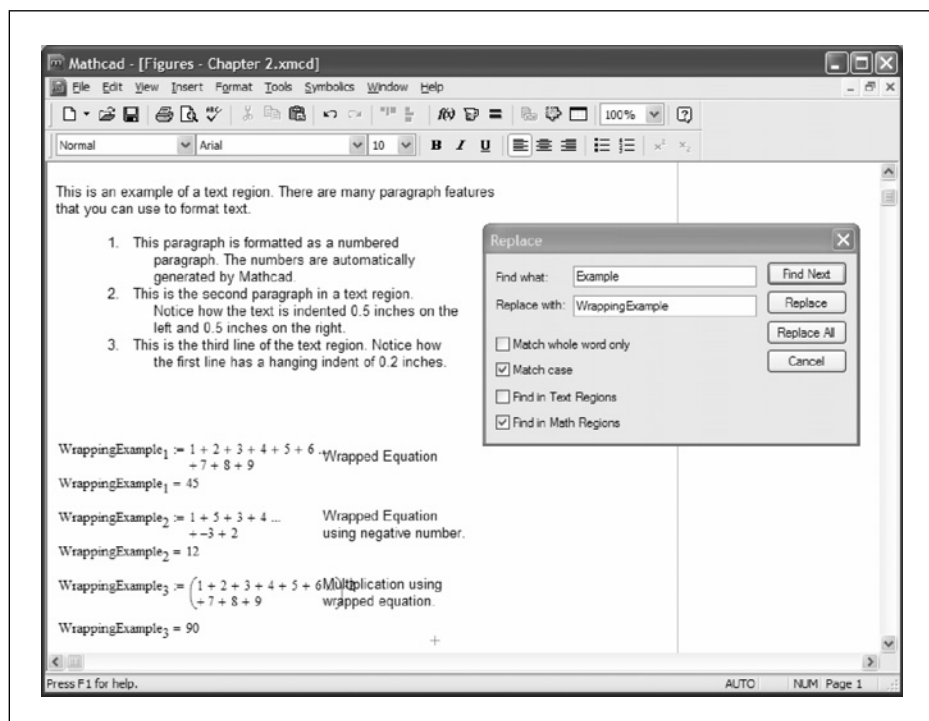 Mathcad - [Figures - Chapter 2.xmcd]
File Edit View Insert Format Tools Symbolics Window Help
100%
Normal Arial 10 B I U
This is an example of a text region. There are many paragraph features
that you can use to format text.
1. This paragraph is formatted as a numbered
paragraph. The numbers are automatically
generated by Mathcad.
2. This is the second paragraph in a text region.
Notice how the text is indented 0.5 inches on the
left and 0.5 inches on the right.
3. This is the third line of the text region. Notice how
the first line has a hanging indent of 0.2 inches.
Replace
Find what: Example Find Next
Replace with: WrappingExample Replace
Replace All
Match whole word only
Cancel
Match case
Find in Text Regions
Find in Math Regions
WrappingExample₁ := 1 + 2 + 3 + 4 + 5 + 6 ... Wrapped Equation
+ 7 + 8 + 9
WrappingExample₁ = 45
WrappingExample₂ := 1 + 5 + 3 + 4 ... Wrapped Equation
+ -3 + 2 using negative number.
WrappingExample₂ = 12
WrappingExample₃ := (1 + 2 + 3 + 4 + 5 + 6 Multiplication using
+ 7 + 8 + 9 wrapped equation.
WrappingExample₃ = 90
Press F1 for help. AUTO NUM Page 1